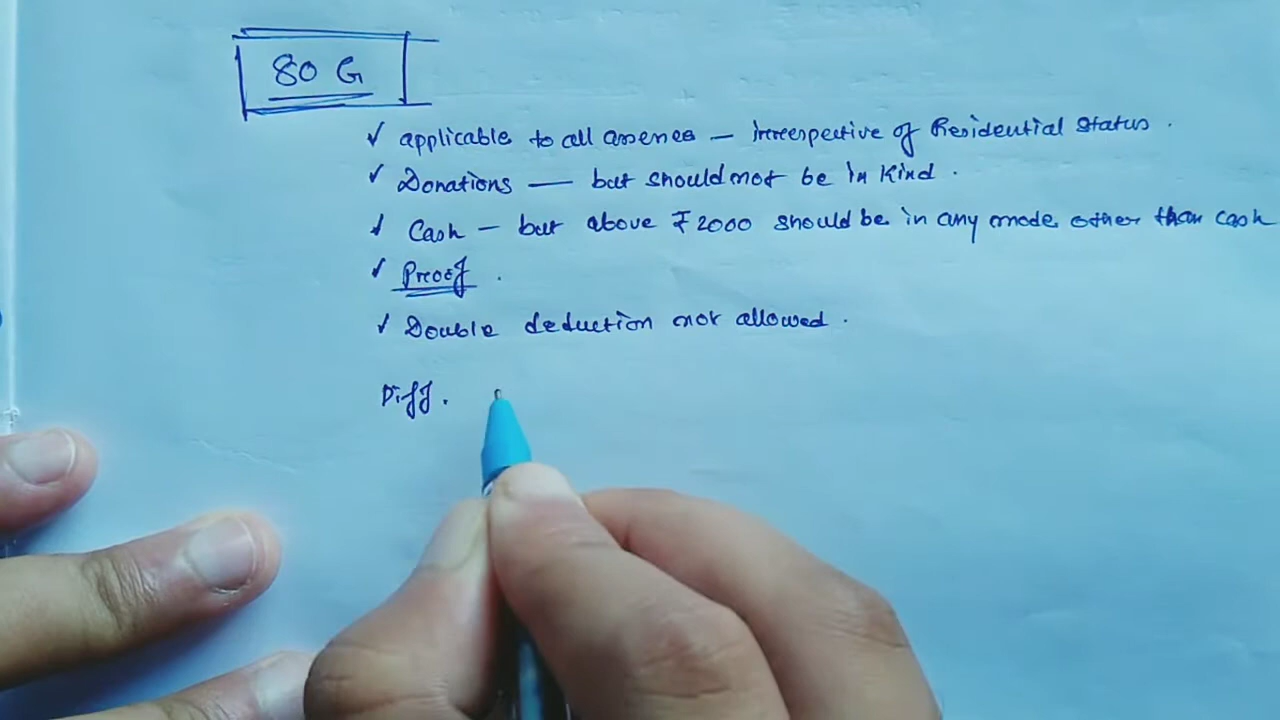 80 G
✓ applicable to all assesses — irrespective of Residential Status .
✓ Donations — but should not be in Kind .
✓ Cash — but above ₹2000 should be in any mode other than cash
✓ Proof .
✓ Double deduction not allowed .
Diff .